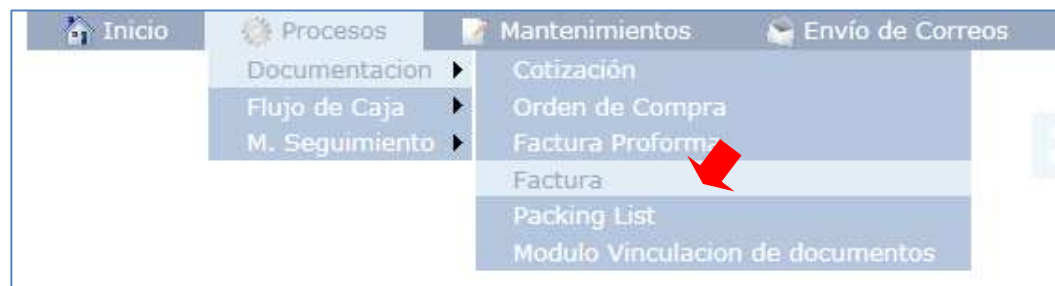 Inicio Procesos Mantenimientos Envío de Correos
Documentacion Cotización
Flujo de Caja Orden de Compra
M. Seguimiento Factura Proforma
Factura
Packing List
Modulo Vinculacion de documentos